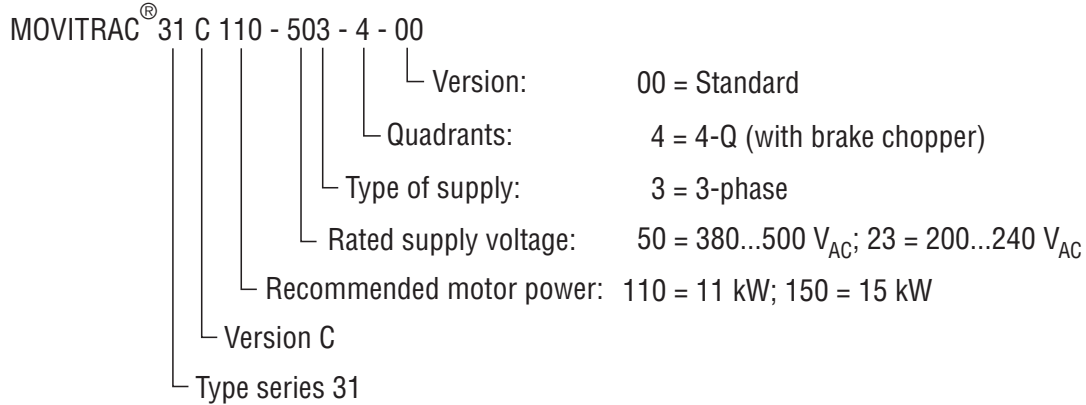 MOVITRAC® 31 C 110 - 503 - 4 - 00
Version: 00 = Standard
Quadrants: 4 = 4-Q (with brake chopper)
Type of supply: 3 = 3-phase
Rated supply voltage: 50 = 380...500 VAC; 23 = 200...240 VAC
Recommended motor power: 110 = 11 kW; 150 = 15 kW
Version C
Type series 31